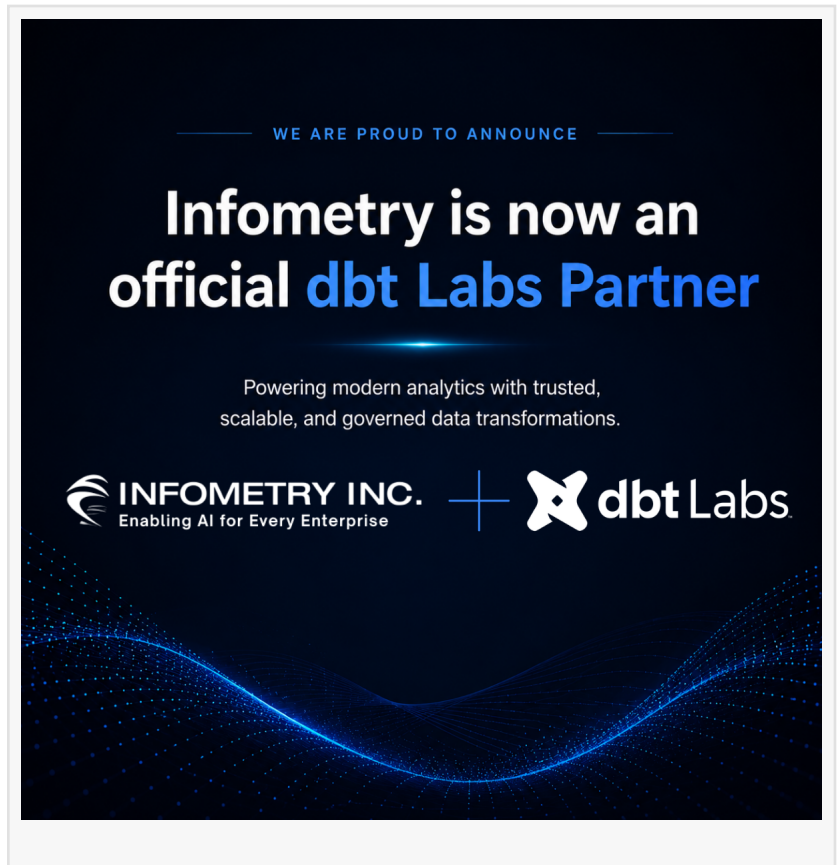 WE ARE PROUD TO ANNOUNCE
Infometry is now an
official dbt Labs Partner
Powering modern analytics with trusted,
scalable, and governed data transformations.
INFOMETRY INC.
Enabling AI for Every Enterprise
dbt Labs